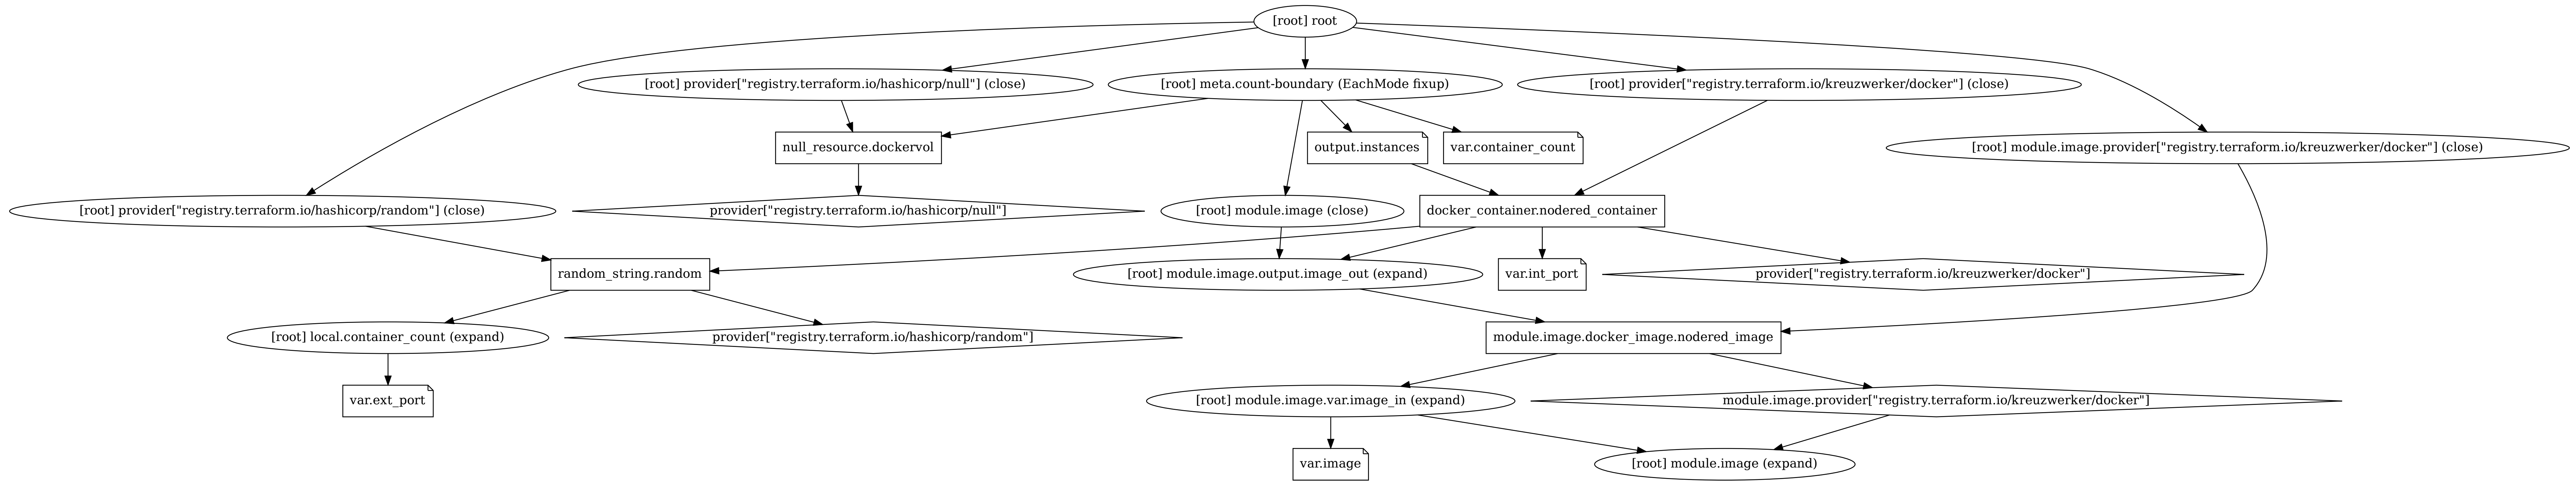 [root] root
[root] provider["registry.terraform.io/hashicorp/null"] (close)
[root] meta.count-boundary (EachMode fixup)
[root] provider["registry.terraform.io/kreuzwerker/docker"] (close)
null_resource.dockervol
output.instances
var.container_count
[root] module.image.provider["registry.terraform.io/kreuzwerker/docker"] (close)
[root] provider["registry.terraform.io/hashicorp/random"] (close)
provider["registry.terraform.io/hashicorp/null"]
[root] module.image (close)
docker_container.nodered_container
random_string.random
[root] module.image.output.image_out (expand)
var.int_port
provider["registry.terraform.io/kreuzwerker/docker"]
[root] local.container_count (expand)
provider["registry.terraform.io/hashicorp/random"]
module.image.docker_image.nodered_image
var.ext_port
[root] module.image.var.image_in (expand)
module.image.provider["registry.terraform.io/kreuzwerker/docker"]
var.image
[root] module.image (expand)